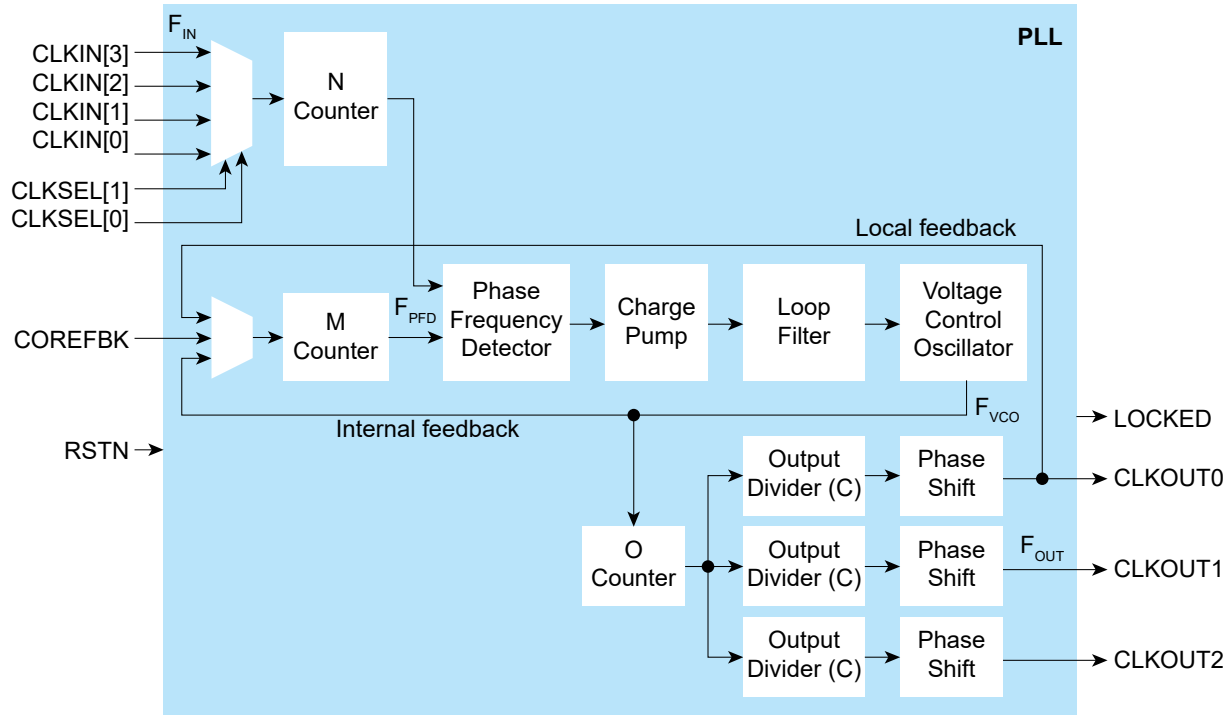 PLL
F_IN
CLKIN[3]
CLKIN[2]
CLKIN[1]
CLKIN[0]
CLKSEL[1]
CLKSEL[0]
N
Counter
Local feedback
COREFBK
M
Counter
F_PFD
Phase
Frequency
Detector
Charge
Pump
Loop
Filter
Voltage
Control
Oscillator
F_VCO
Internal feedback
RSTN
LOCKED
Output
Divider (C)
Phase
Shift
CLKOUT0
O
Counter
Output
Divider (C)
Phase
Shift
F_OUT
CLKOUT1
Output
Divider (C)
Phase
Shift
CLKOUT2